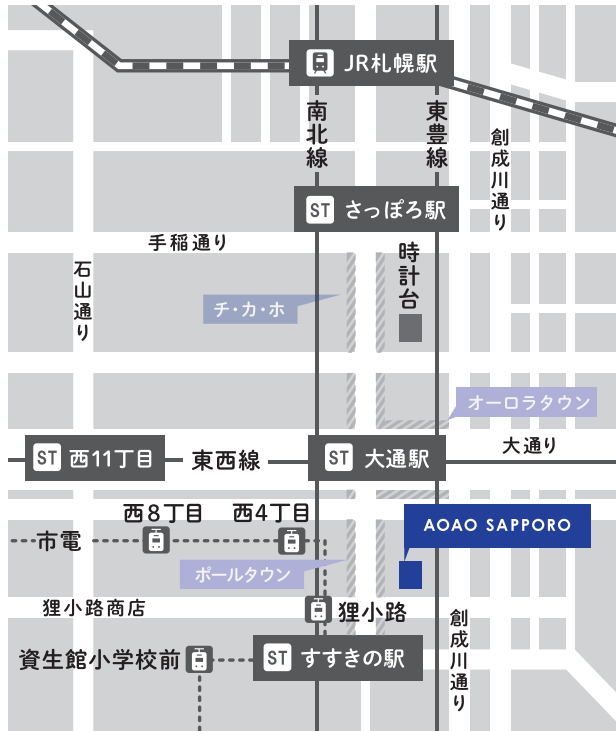 JR札幌駅
南北線
東豊線
創成川通り
ST さっぽろ駅
手稲通り
時計台
石山通り
チ・カ・ホ
オーロラタウン
ST 西11丁目
東西線
ST 大通駅
大通り
西8丁目
西4丁目
AOAO SAPPORO
市電
ポールタウン
狸小路商店
狸小路
創成川通り
資生館小学校前
ST すすきの駅